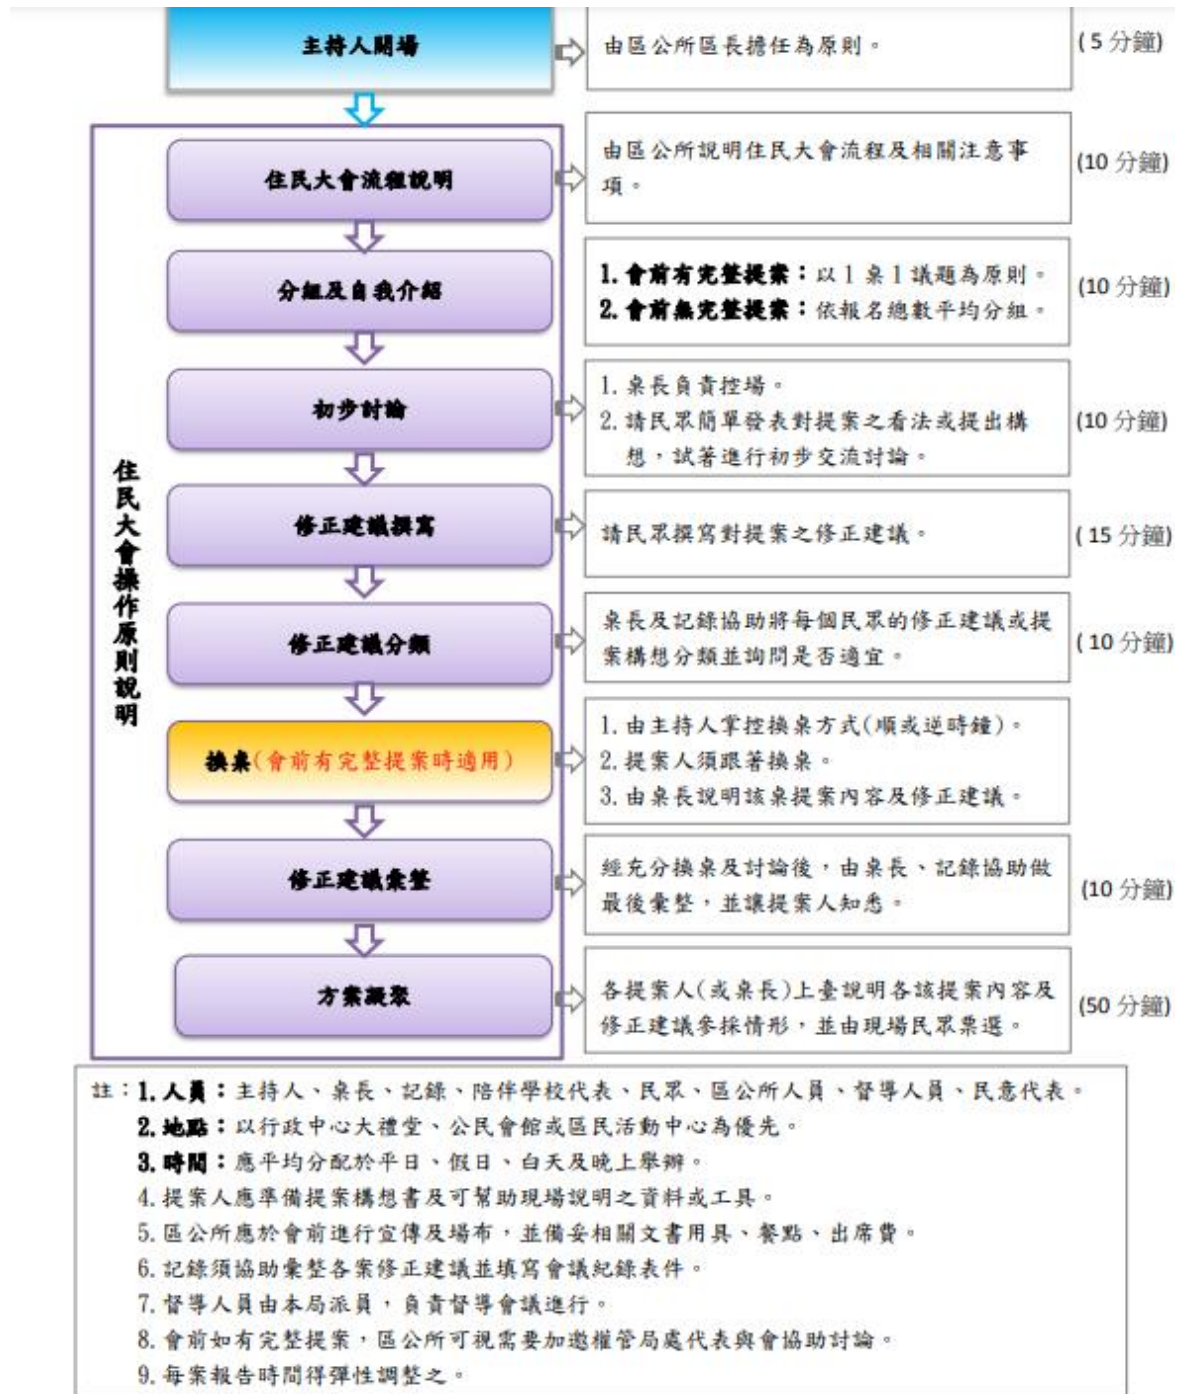 主持人開場
由區公所區長擔任為原則。
( 5 分鐘)
住民大會操作原則說明
住民大會流程說明
由區公所說明住民大會流程及相關注意事
項。
(10 分鐘)
分組及自我介紹
1. 會前有完整提案：以 1 桌 1 議題為原則。
2. 會前無完整提案：依報名總數平均分組。
(10 分鐘)
初步討論
1. 桌長負責控場。
2. 請民眾簡單發表對提案之看法或提出構
想，試著進行初步交流討論。
(10 分鐘)
修正建議撰寫
請民眾撰寫對提案之修正建議。
( 15 分鐘)
修正建議分類
桌長及記錄協助將每個民眾的修正建議或提
案構想分類並詢問是否適宜。
( 10 分鐘)
換桌(會前有完整提案時適用)
1. 由主持人掌控換桌方式(順或逆時鐘)。
2. 提案人須跟著換桌。
3. 由桌長說明該桌提案內容及修正建議。
修正建議彙整
經充分換桌及討論後，由桌長、記錄協助做
最後彙整，並讓提案人知悉。
(10 分鐘)
方案凝聚
各提案人(或桌長)上臺說明各該提案內容及
修正建議參採情形，並由現場民眾票選。
(50 分鐘)
註：1. 人員：主持人、桌長、記錄、陪伴學校代表、民眾、區公所人員、督導人員、民意代表。
2. 地點：以行政中心大禮堂、公民會館或區民活動中心為優先。
3. 時間：應平均分配於平日、假日、白天及晚上舉辦。
4. 提案人應準備提案構想書及可幫助現場說明之資料或工具。
5. 區公所應於會前進行宣傳及場布，並備妥相關文書用具、餐點、出席費。
6. 記錄須協助彙整各案修正建議並填寫會議紀錄表件。
7. 督導人員由本局派員，負責督導會議進行。
8. 會前如有完整提案，區公所可視需要加邀權管局處代表與會協助討論。
9. 每案報告時間得彈性調整之。